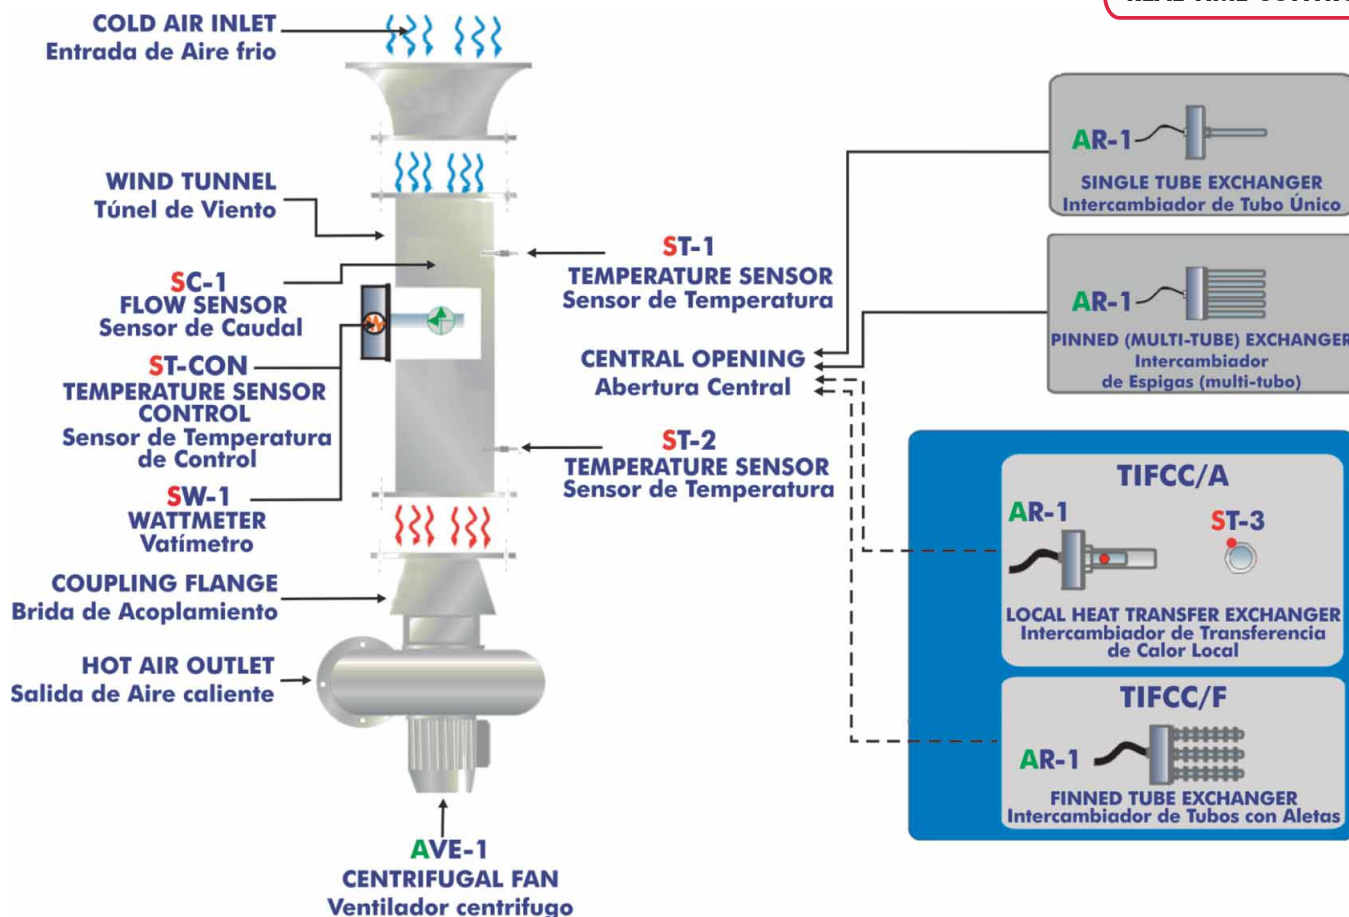 COLD AIR INLET
Entrada de Aire frio
WIND TUNNEL
Túnel de Viento
SC-1
FLOW SENSOR
Sensor de Caudal
ST-CON
TEMPERATURE SENSOR
CONTROL
Sensor de Temperatura
de Control
SW-1
WATTMETER
Vatímetro
COUPLING FLANGE
Brida de Acoplamiento
HOT AIR OUTLET
Salida de Aire caliente
AVE-1
CENTRIFUGAL FAN
Ventilador centrifugo
ST-1
TEMPERATURE SENSOR
Sensor de Temperatura
CENTRAL OPENING
Abertura Central
ST-2
TEMPERATURE SENSOR
Sensor de Temperatura
AR-1
SINGLE TUBE EXCHANGER
Intercambiador de Tubo Único
AR-1
PINNED (MULTI-TUBE) EXCHANGER
Intercambiador
de Espigas (multi-tubo)
TIFCC/A
AR-1
ST-3
LOCAL HEAT TRANSFER EXCHANGER
Intercambiador de Transferencia
de Calor Local
TIFCC/F
AR-1
FINNED TUBE EXCHANGER
Intercambiador de Tubos con Aletas